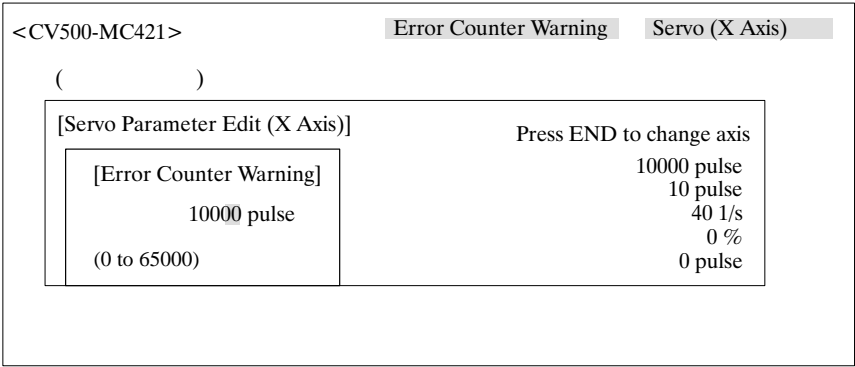 <CV500-MC421> Error Counter Warning Servo (X Axis)
( )
[Servo Parameter Edit (X Axis)] Press END to change axis
[Error Counter Warning] 10000 pulse
10 pulse
10000 pulse 40 1/s
0 %
(0 to 65000) 0 pulse